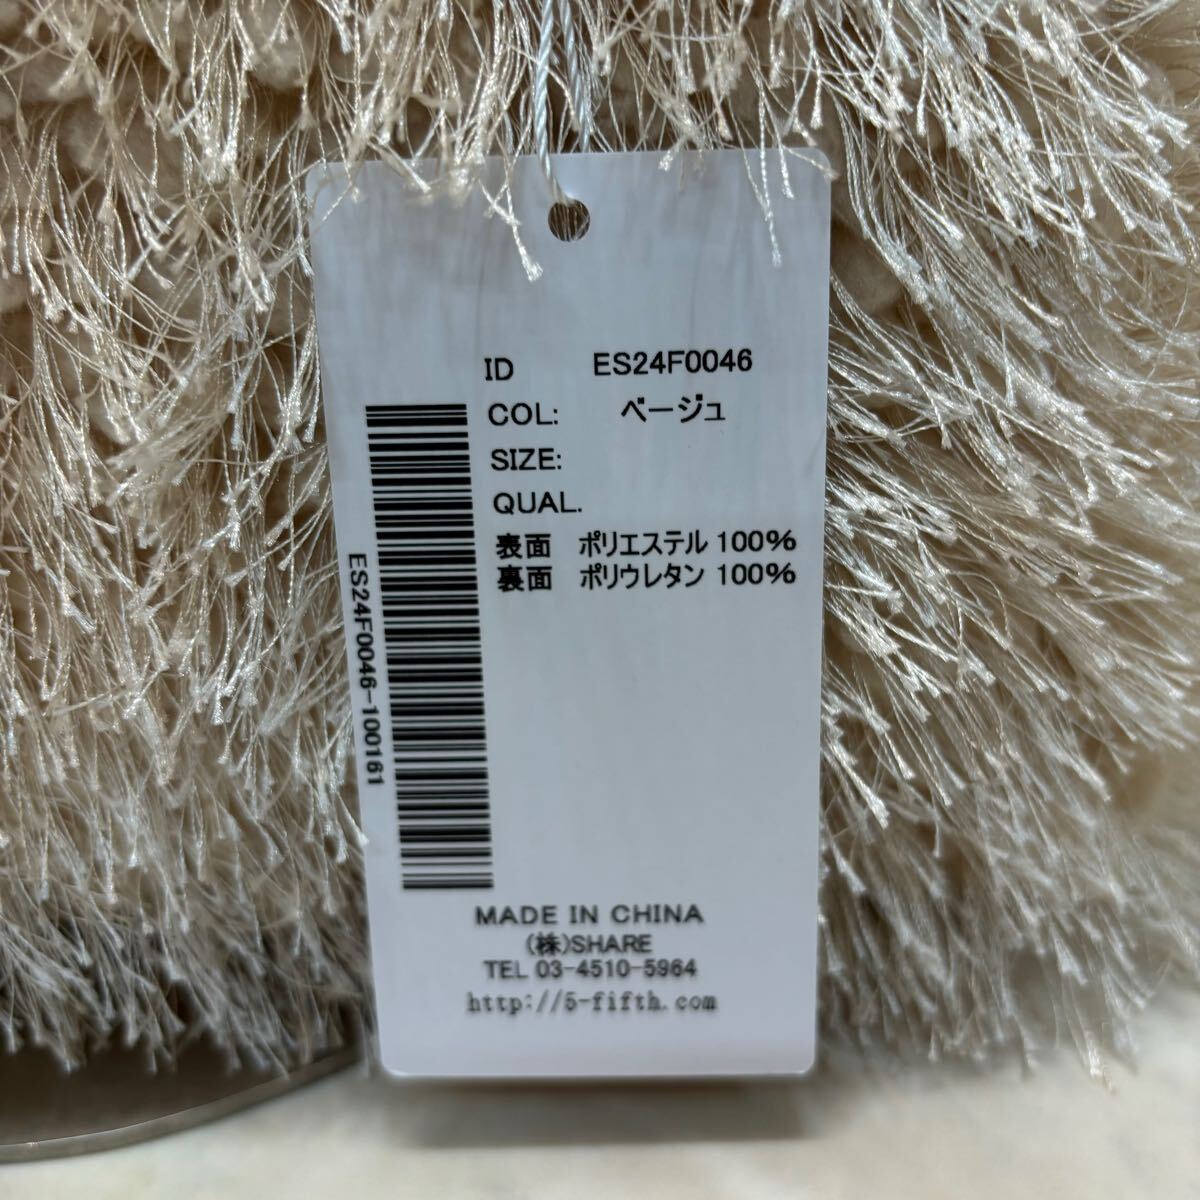 ID ES24F0046
COL: ベージュ
SIZE:
QUAL.
表面 ポリエステル 100%
裏面 ポリウレタン 100%
ES24F0046-100161
MADE IN CHINA
(株)SHARE
TEL 03-4510-5964
http://5-fifth.com